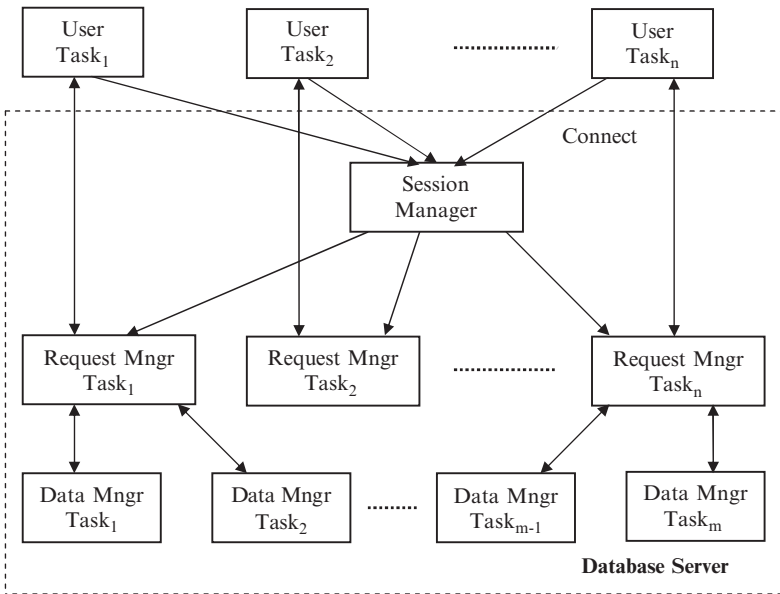 User
Task1
User
Task2
User
Taskn
Connect
Session
Manager
Request Mngr
Task1
Request Mngr
Task2
Request Mngr
Taskn
Data Mngr
Task1
Data Mngr
Task2
Data Mngr
Taskm-1
Data Mngr
Taskm
Database Server